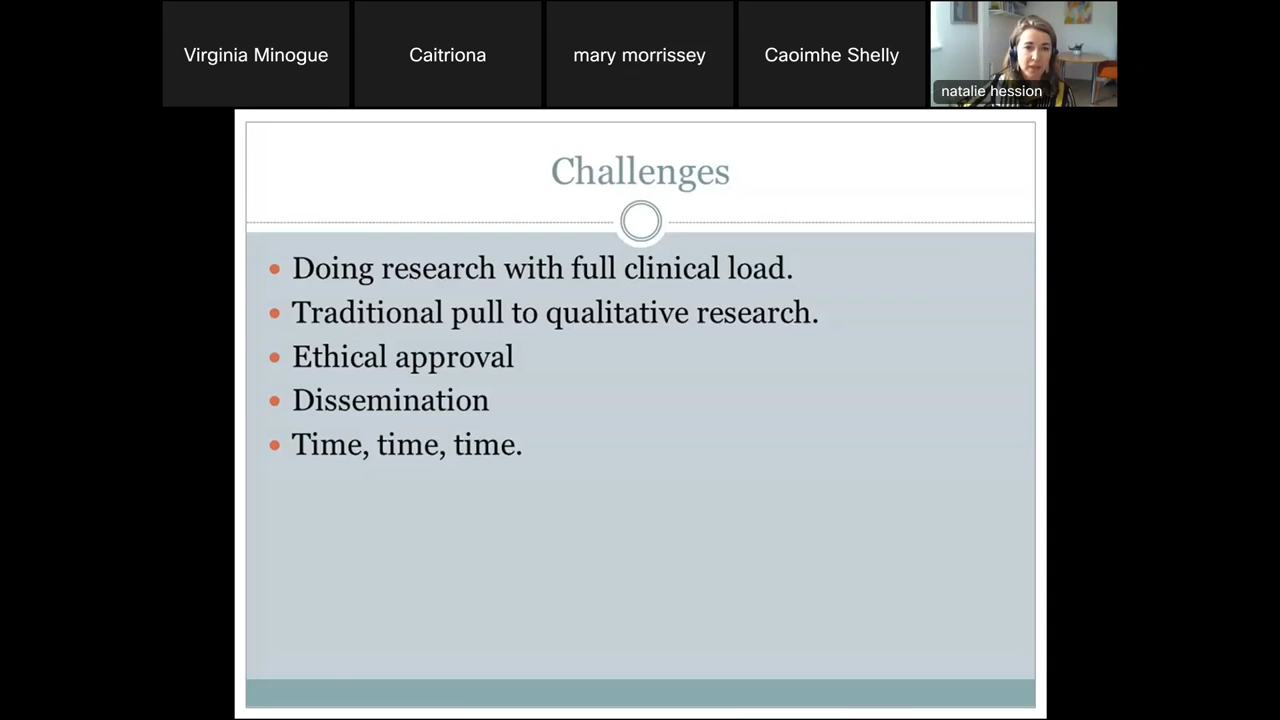 Virginia Minogue
Caitriona
mary morrissey
Caoimhe Shelly
natalie hession
Challenges
Doing research with full clinical load.
Traditional pull to qualitative research.
Ethical approval
Dissemination
Time, time, time.